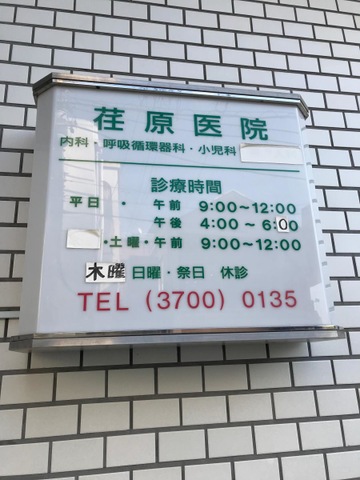 荏原医院
内科・呼吸循環器科・小児科
診療時間
平日・午前 9:00〜12:00
午後 4:00〜6:00
・土曜・午前 9:00〜12:00
木曜 日曜・祭日 休診
TEL (3700) 0135